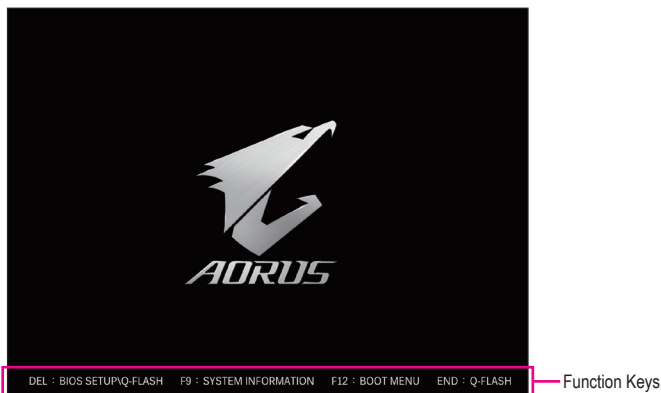 AORUS
DEL : BIOS SETUP\Q-FLASH F9 : SYSTEM INFORMATION F12 : BOOT MENU END : Q-FLASH
Function Keys